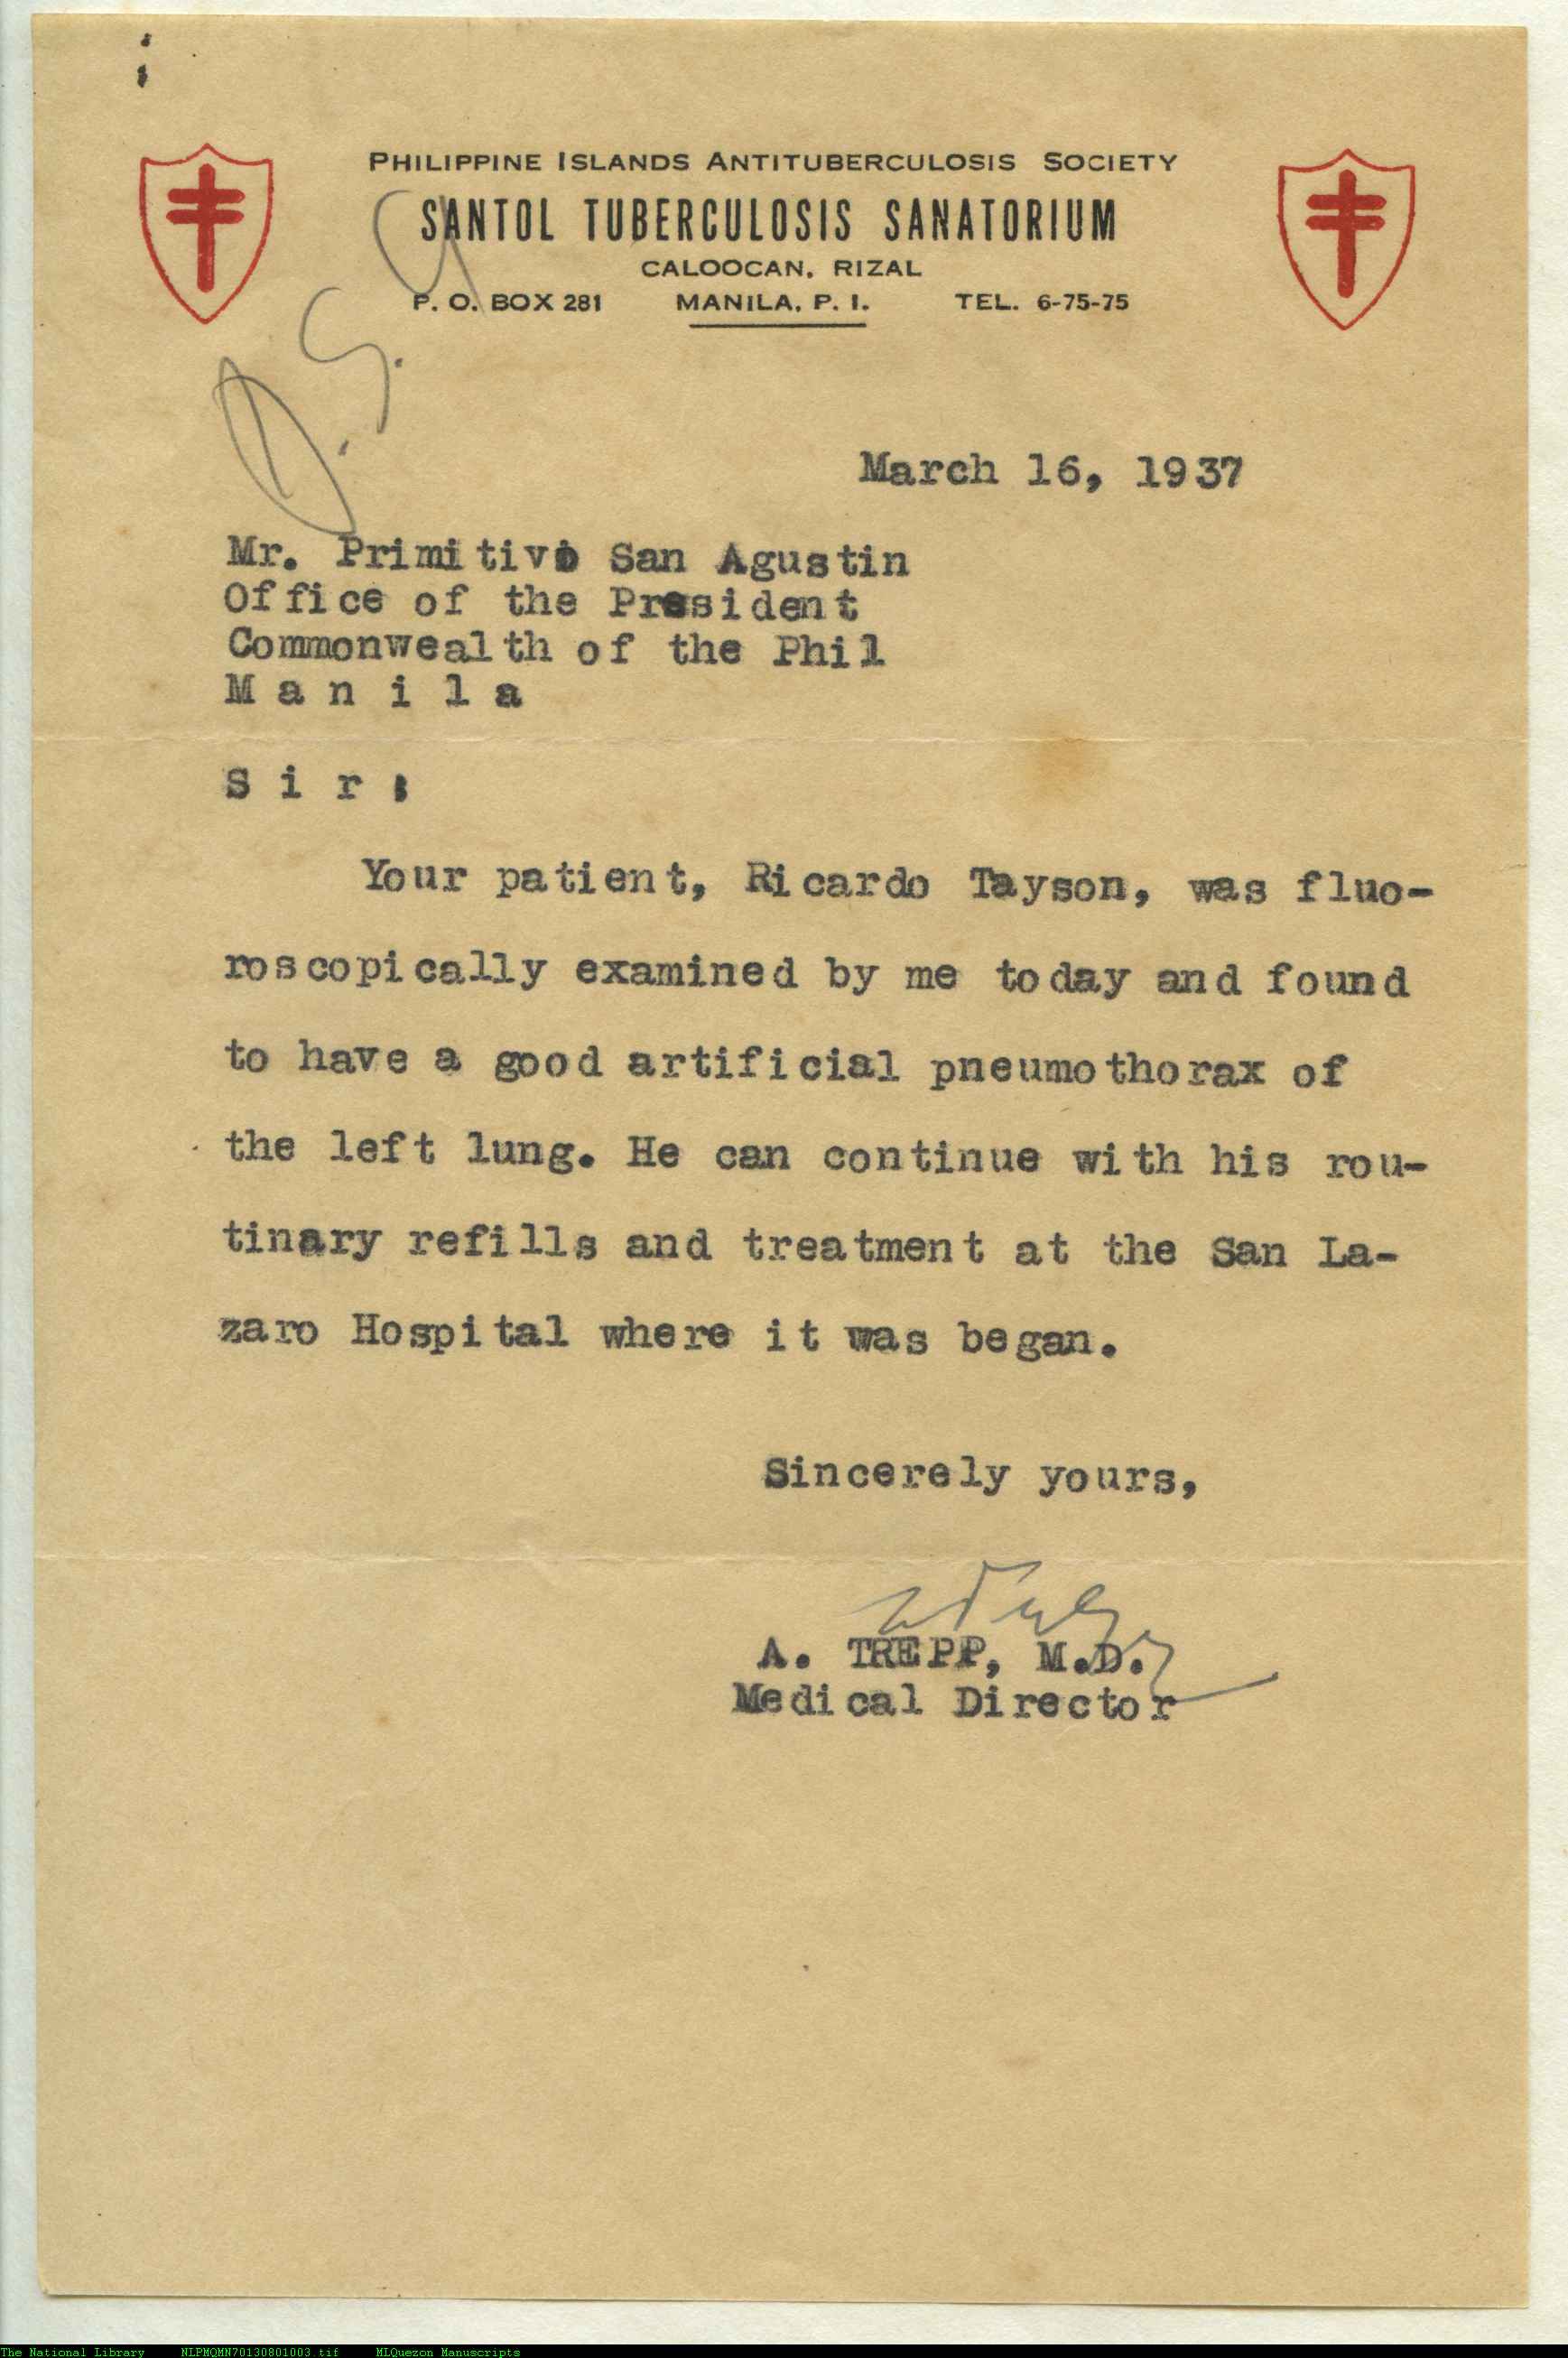 PHILIPPINE ISLANDS ANTITUBERCULOSIS SOCIETY
SANTOL TUBERCULOSIS SANATORIUM
CALOOCAN, RIZAL
P. O. BOX 281 MANILA, P. I. TEL. 6-75-75
March 16, 1937
Mr. Primitivo San Agustin
Office of the President
Commonwealth of the Phil
M a n i l a
S i r :
Your patient, Ricardo Tayson, was fluo-
roscopically examined by me today and found
to have a good artificial pneumothorax of
the left lung. He can continue with his rou-
tinary refills and treatment at the San La-
zaro Hospital where it was began.
Sincerely yours,
A. TREPP, M.D.
Medical Director
The National Library NLPMQMN70130801003.tif MLQuezon Manuscripts